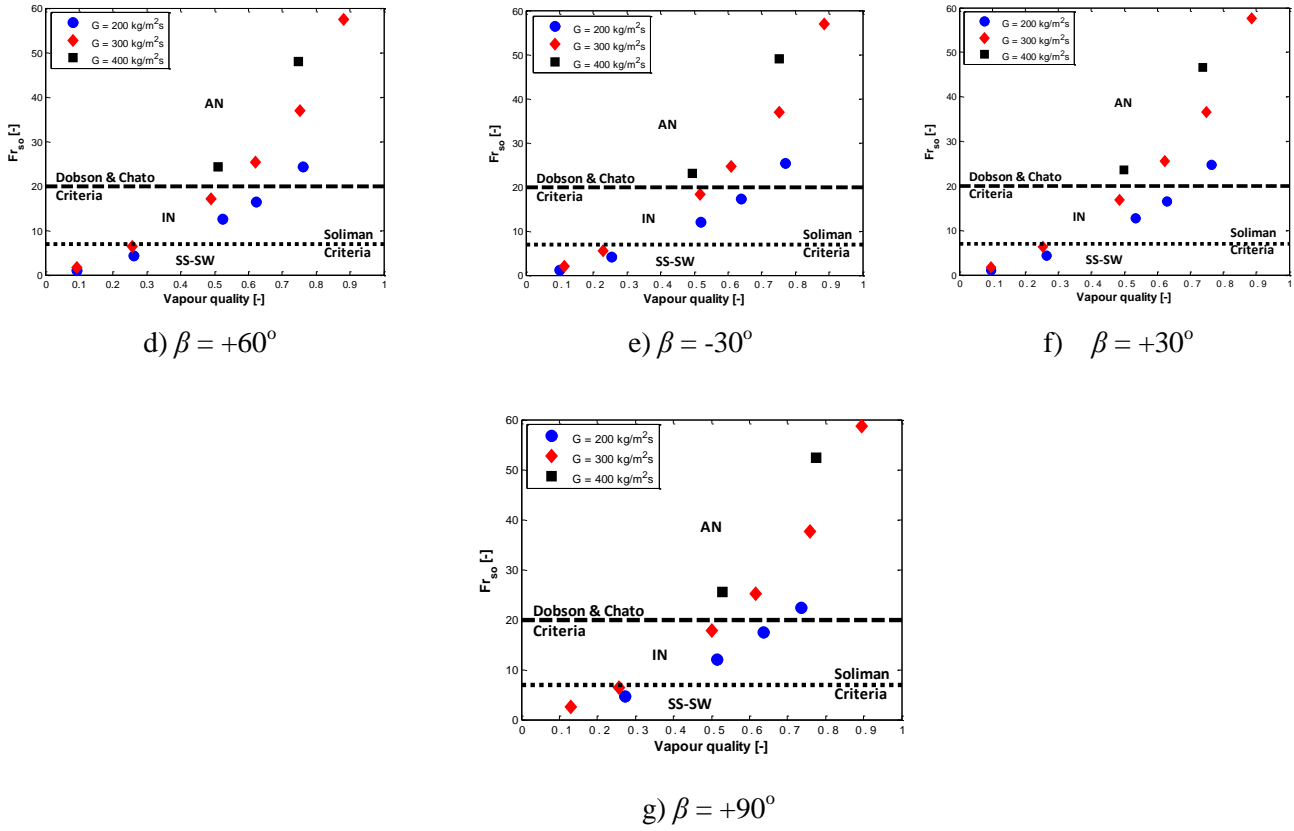 60
50
40
30
20
10
0
Fr_so [-]
G = 200 kg/m²s
G = 300 kg/m²s
G = 400 kg/m²s
AN
Dobson & Chato
Criteria
IN
Soliman
Criteria
SS-SW
0 0.1 0.2 0.3 0.4 0.5 0.6 0.7 0.8 0.9 1
Vapour quality [-]
d) β = +60°
60
50
40
30
20
10
0
Fr_so [-]
G = 200 kg/m²s
G = 300 kg/m²s
G = 400 kg/m²s
AN
Dobson & Chato
Criteria
IN
Soliman
Criteria
SS-SW
0 0.1 0.2 0.3 0.4 0.5 0.6 0.7 0.8 0.9 1
Vapour quality [-]
e) β = -30°
60
50
40
30
20
10
0
Fr_so [-]
G = 200 kg/m²s
G = 300 kg/m²s
G = 400 kg/m²s
AN
Dobson & Chato
Criteria
IN
Soliman
Criteria
SS-SW
0 0.1 0.2 0.3 0.4 0.5 0.6 0.7 0.8 0.9 1
Vapour quality [-]
f) β = +30°
60
50
40
30
20
10
0
Fr_so [-]
G = 200 kg/m²s
G = 300 kg/m²s
G = 400 kg/m²s
AN
Dobson & Chato
Criteria
IN
Soliman
Criteria
SS-SW
0 0.1 0.2 0.3 0.4 0.5 0.6 0.7 0.8 0.9 1
Vapour quality [-]
g) β = +90°